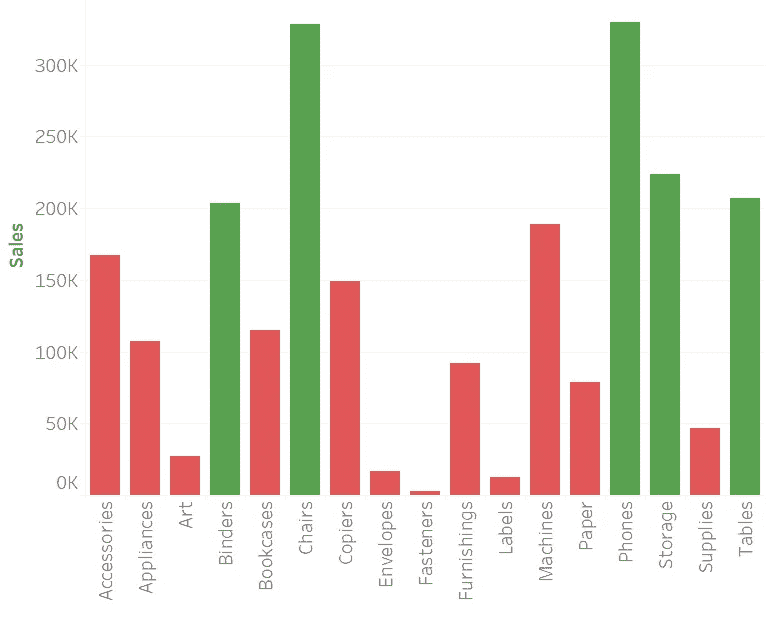 300K
250K
200K
150K
100K
50K
0K
Sales
Accessories
Appliances
Art
Binders
Bookcases
Chairs
Copiers
Envelopes
Fasteners
Furnishings
Labels
Machines
Paper
Phones
Storage
Supplies
Tables